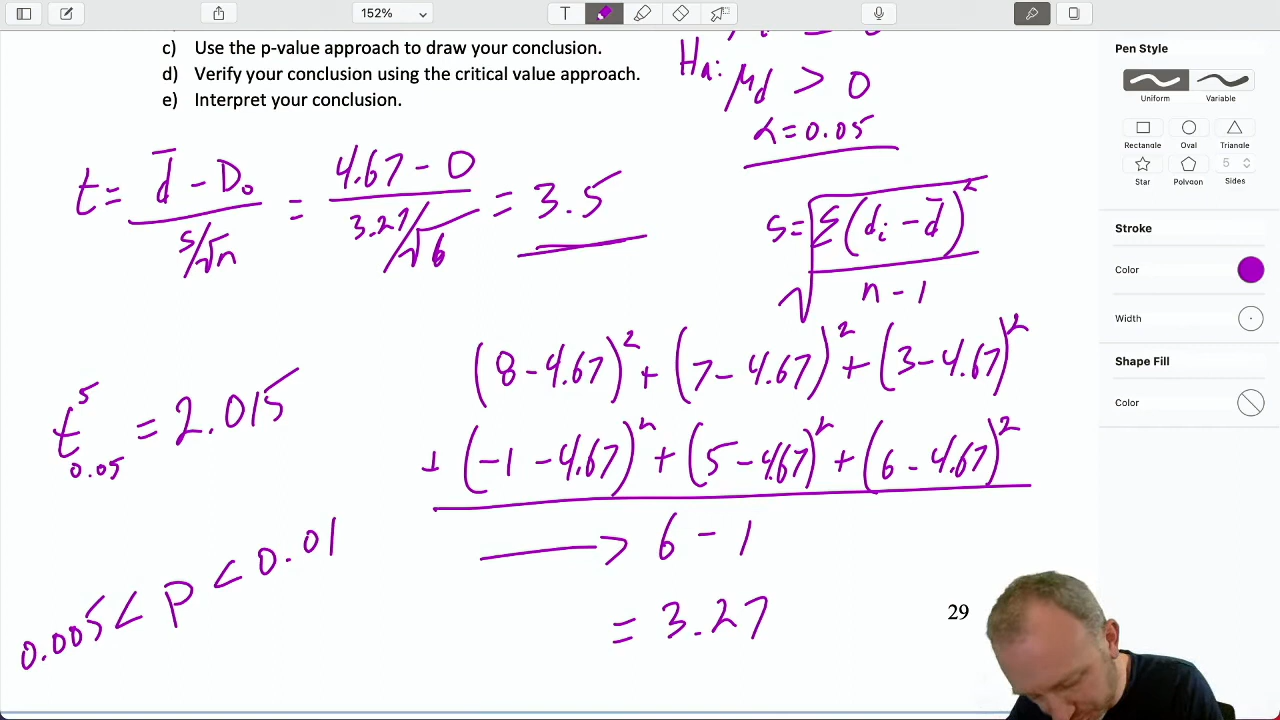 152%
T
c) Use the p-value approach to draw your conclusion.
d) Verify your conclusion using the critical value approach.
e) Interpret your conclusion.
Ha: μd > 0
α = 0.05
t = d̄ - D₀ / s/√n = 4.67 - 0 / 3.27/√6 = 3.5
s = √ Σ(di - d̄)² / n - 1
(8 - 4.67)² + (7 - 4.67)² + (3 - 4.67)²
+ (-1 - 4.67)² + (5 - 4.67)² + (6 - 4.67)²
6 - 1
= 3.27
t⁵0.05 = 2.015
0.005 < p < 0.01
29
Pen Style
Uniform Variable
Rectangle Oval Triangle
5
Star Polygon Sides
Stroke
Color
Width
Shape Fill
Color